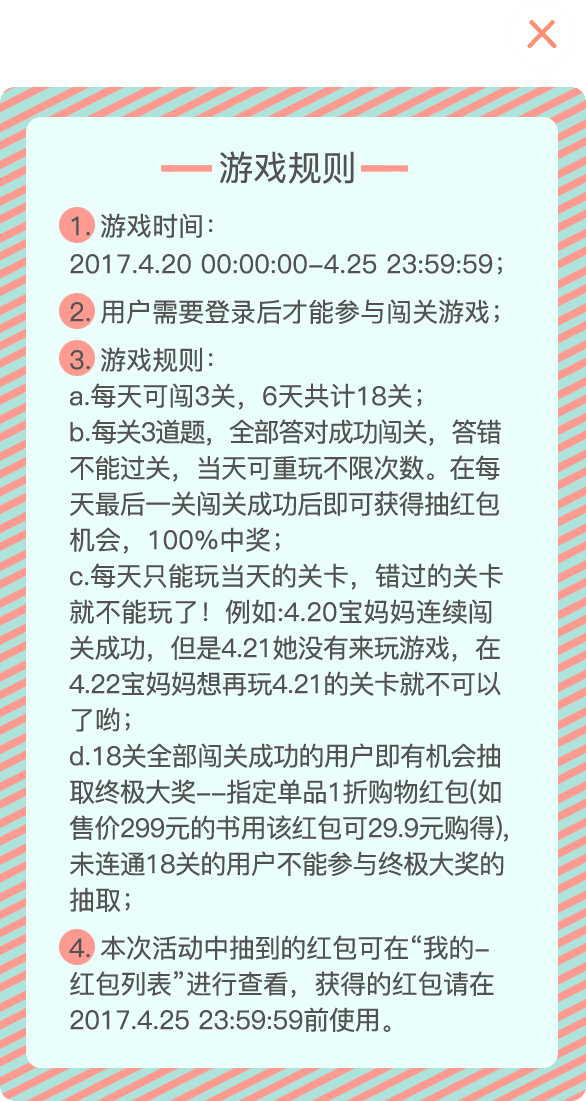 游戏规则
1. 游戏时间：
2017.4.20 00:00:00–4.25 23:59:59；
2. 用户需要登录后才能参与闯关游戏；
3. 游戏规则：
a.每天可闯3关，6天共计18关；
b.每关3道题，全部答对成功闯关，答错
不能过关，当天可重玩不限次数。在每
天最后一关闯关成功后即可获得抽红包
机会，100%中奖；
c.每天只能玩当天的关卡，错过的关卡
就不能玩了！例如:4.20宝妈妈连续闯
关成功，但是4.21她没有来玩游戏，在
4.22宝妈妈想再玩4.21的关卡就不可以
了哟；
d.18关全部闯关成功的用户即有机会抽
取终极大奖––指定单品1折购物红包(如
售价299元的书用该红包可29.9元购得),
未连通18关的用户不能参与终极大奖的
抽取；
4. 本次活动中抽到的红包可在“我的–
红包列表”进行查看，获得的红包请在
2017.4.25 23:59:59前使用。